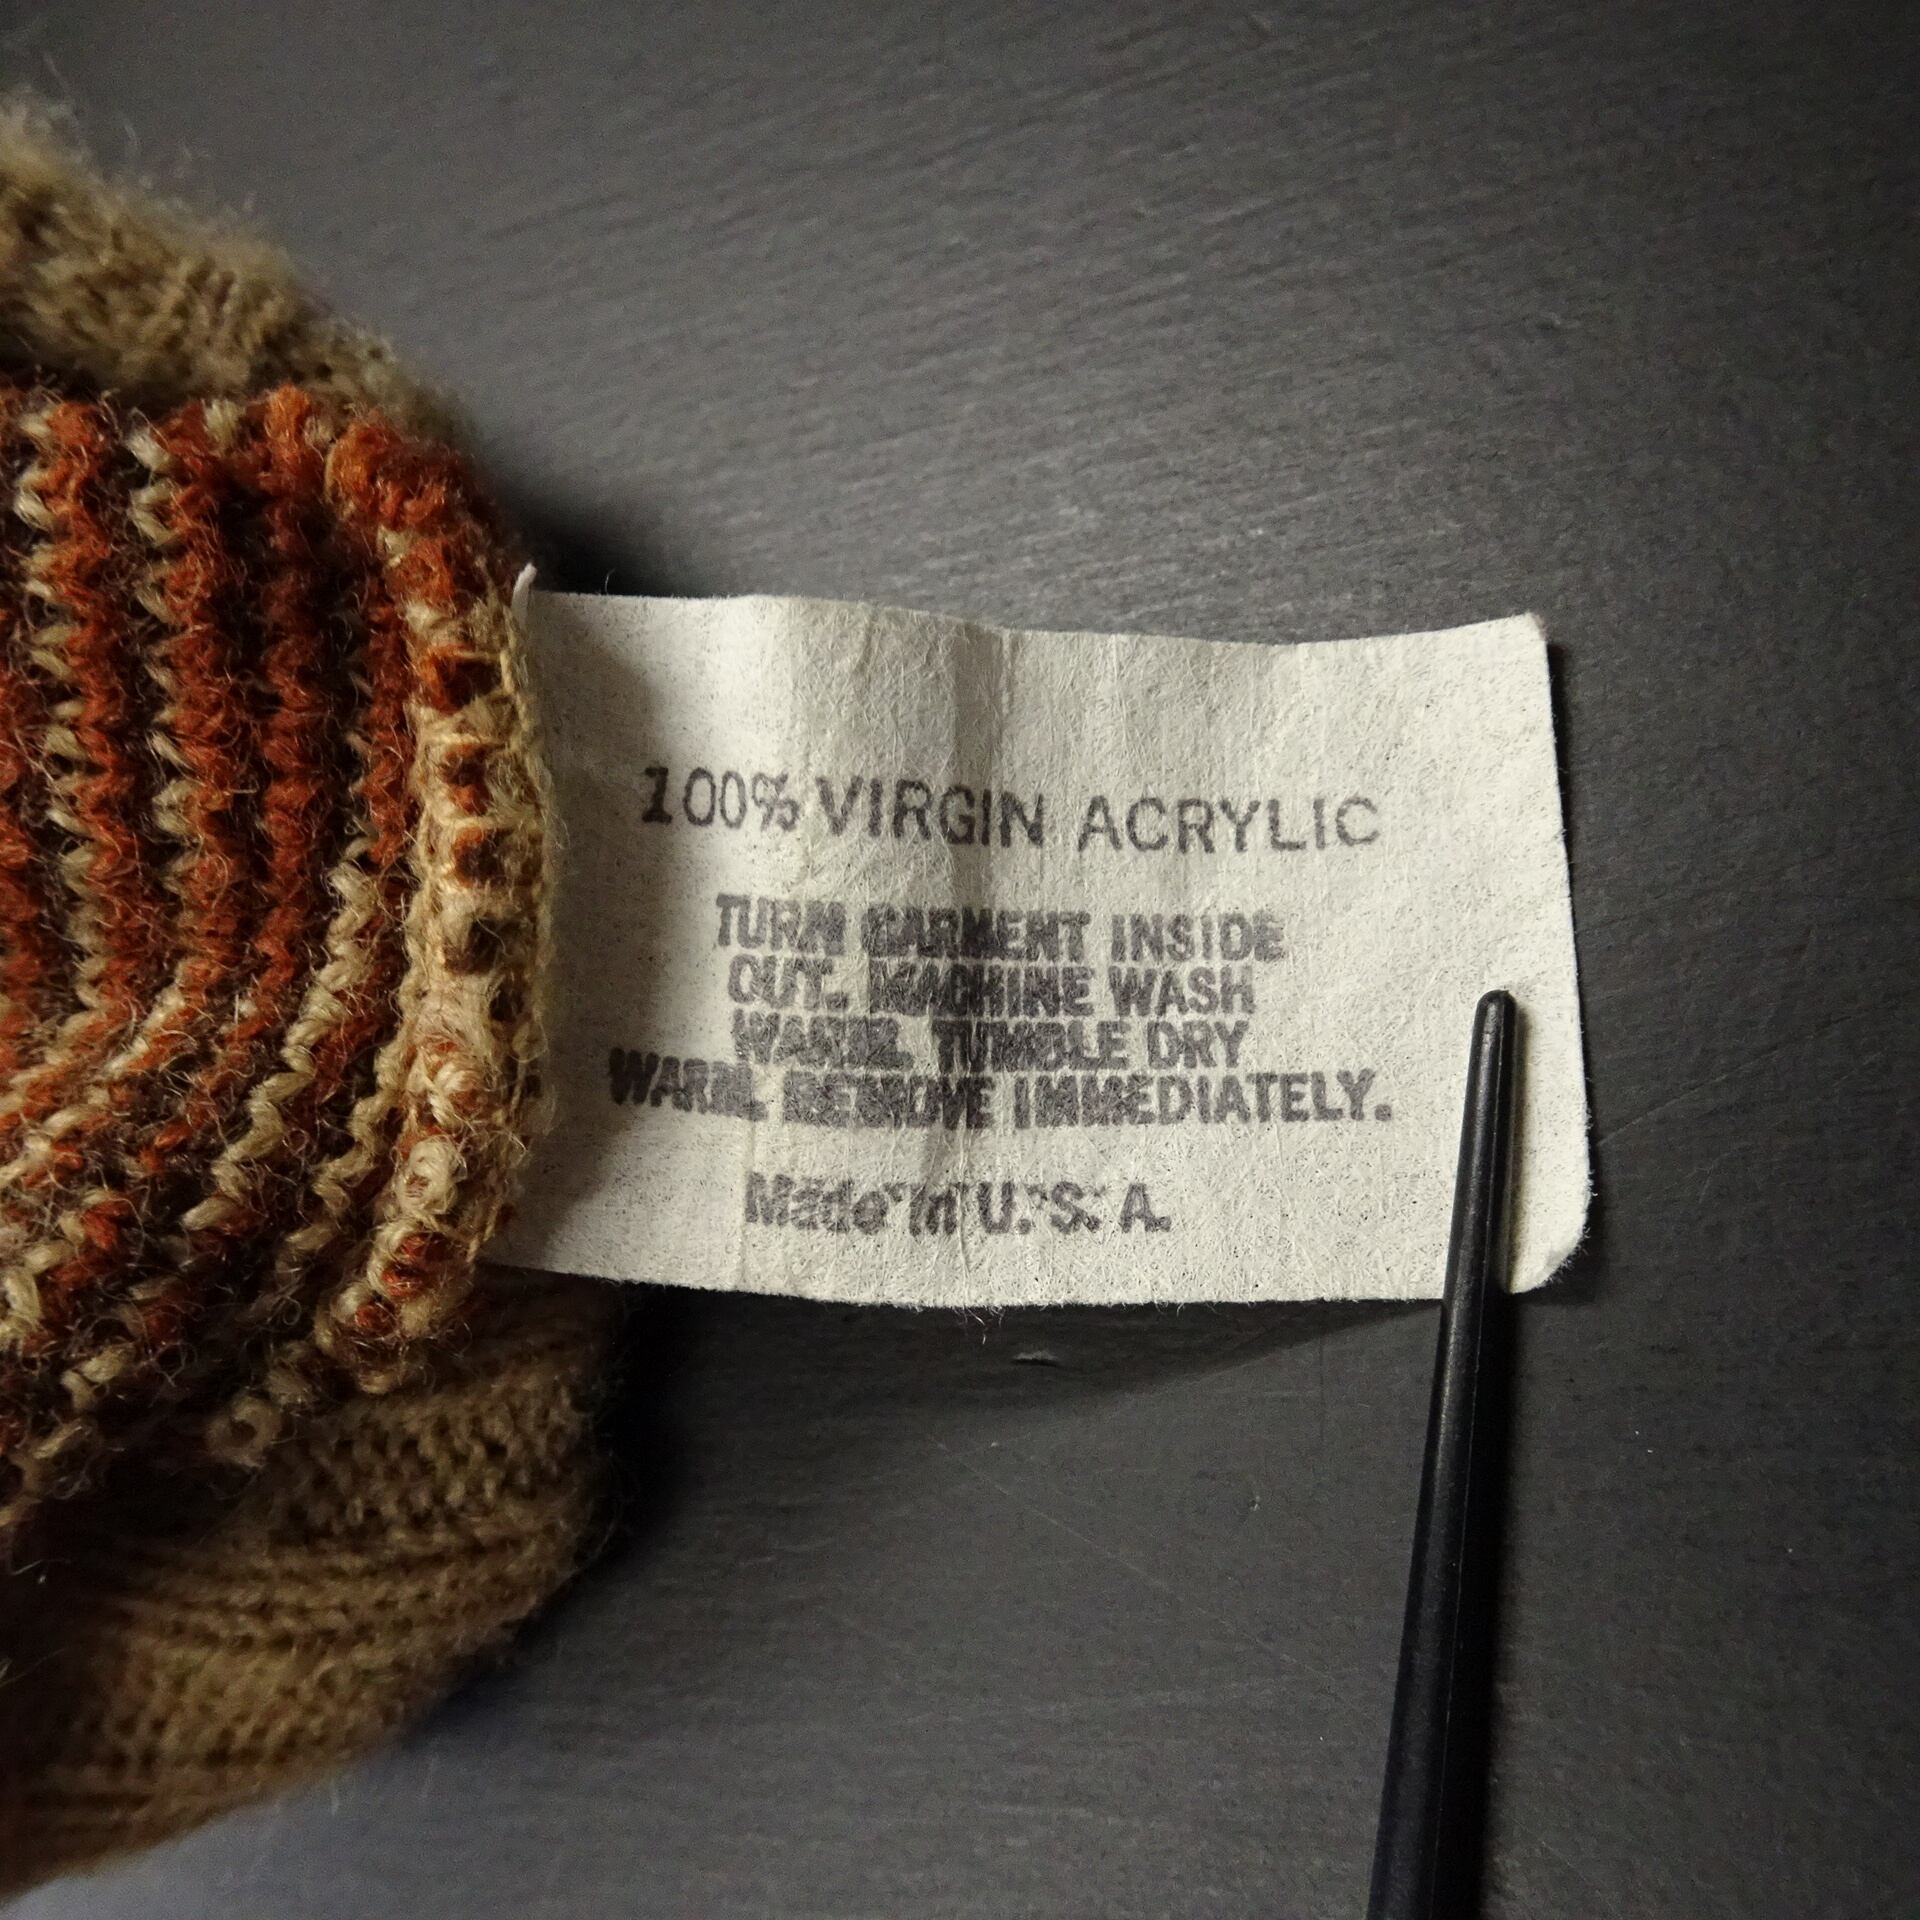 100% VIRGIN ACRYLIC
TURN GARMENT INSIDE
OUT. MACHINE WASH
WARM. TUMBLE DRY
WARM. REMOVE IMMEDIATELY.
Made in U.S.A.